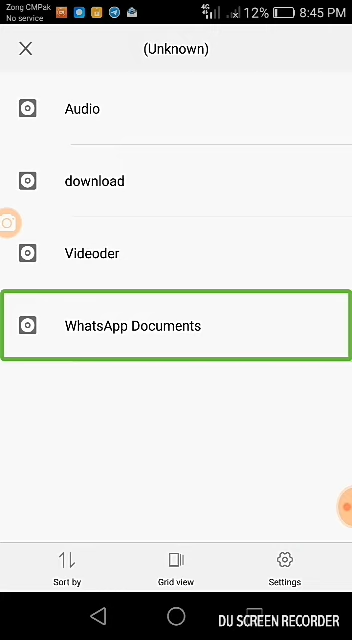 Zong CMPak
No service
4G
12%
8:45 PM
(Unknown)
Audio
download
Videoder
WhatsApp Documents
Sort by
Grid view
Settings
DU SCREEN RECORDER